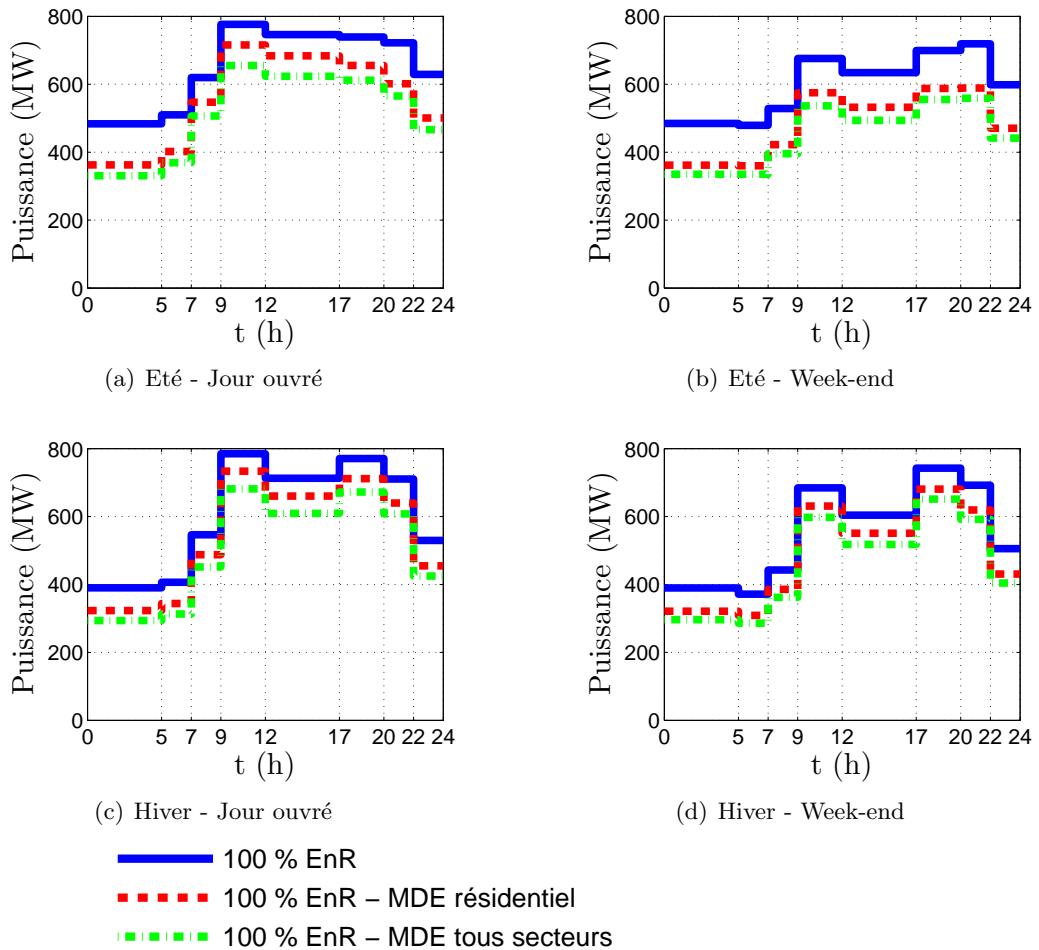 800
600
400
200
0
Puissance (MW)
0 5 7 9 12 17 20 22 24
t (h)
(a) Eté - Jour ouvré
800
600
400
200
0
Puissance (MW)
0 5 7 9 12 17 20 22 24
t (h)
(b) Eté - Week-end
800
600
400
200
0
Puissance (MW)
0 5 7 9 12 17 20 22 24
t (h)
(c) Hiver - Jour ouvré
800
600
400
200
0
Puissance (MW)
0 5 7 9 12 17 20 22 24
t (h)
(d) Hiver - Week-end
100 % EnR
100 % EnR – MDE résidentiel
100 % EnR – MDE tous secteurs